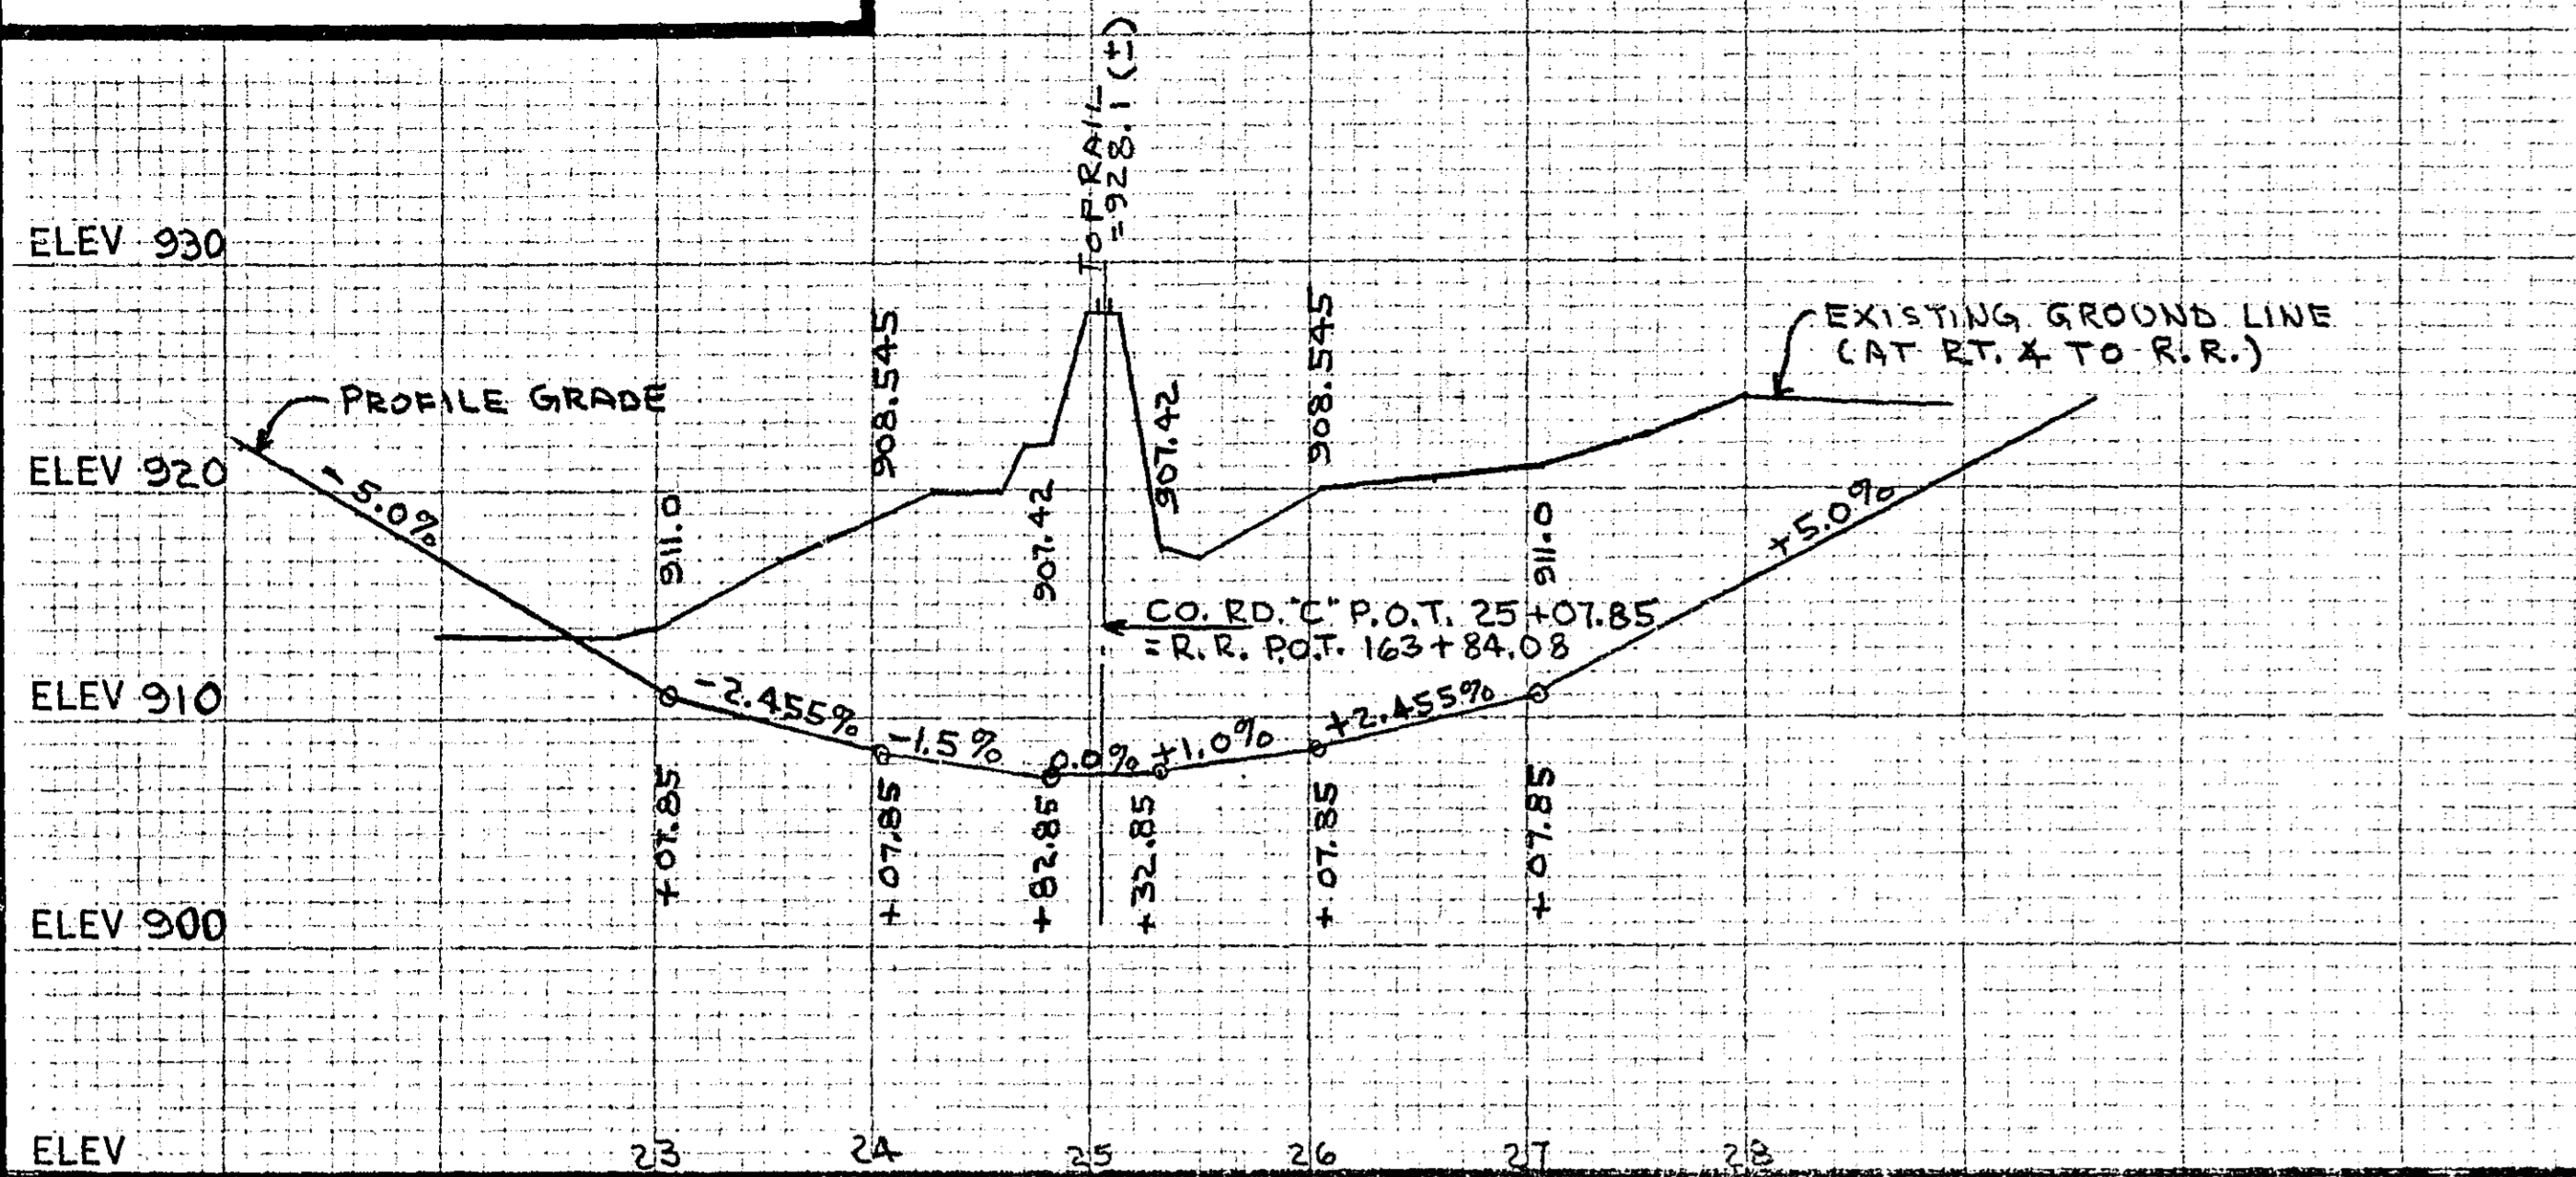 TOP RAIL
= 928.1 (±)
ELEV 930
EXISTING GROUND LINE
(AT RT. ∠ TO R.R.)
908.545
908.545
PROFILE GRADE
907.42
ELEV 920
-5.0%
911.0
907.42
911.0
+5.0%
CO. RD. "C" P.O.T. 25+07.85
= R.R. P.O.T. 163+84.08
ELEV 910
-2.455%
-1.5%
0.0%
+1.0%
+2.455%
+07.85
+07.85
+82.85
+32.85
+07.85
+07.85
ELEV 900
ELEV
23 24 25 26 27 28